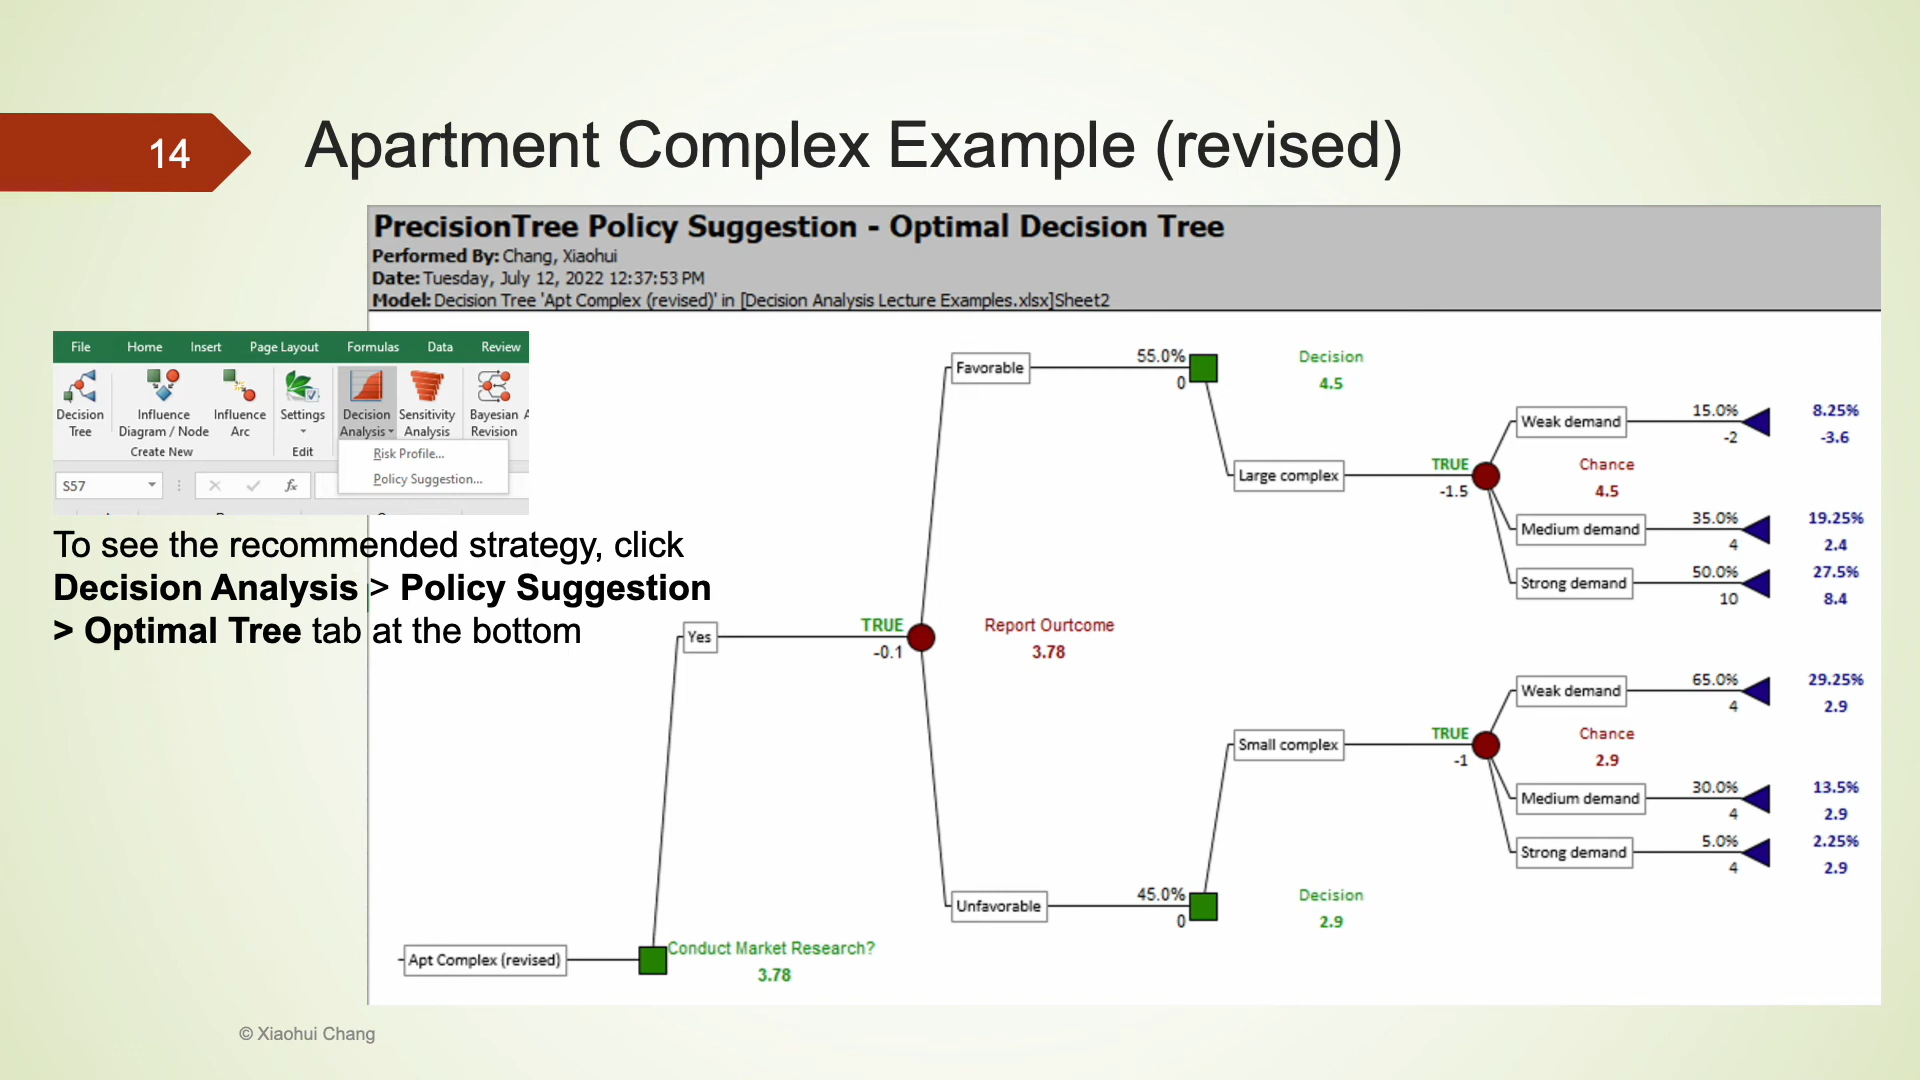 14
Apartment Complex Example (revised)
PrecisionTree Policy Suggestion - Optimal Decision Tree
Performed By: Chang, Xiaohui
Date: Tuesday, July 12, 2022 12:37:53 PM
Model: Decision Tree 'Apt Complex (revised)' in [Decision Analysis Lecture Examples.xlsx]Sheet2
File Home Insert Page Layout Formulas Data Review
Decision Tree
Influence Diagram / Node
Influence Arc
Settings
Decision Analysis
Sensitivity Analysis
Bayesian Revision
A
Create New
Edit
Risk Profile...
Policy Suggestion...
S57
fx
To see the recommended strategy, click
Decision Analysis > Policy Suggestion
> Optimal Tree tab at the bottom
Favorable
55.0%
0
Decision
4.5
Weak demand
15.0%
-2
8.25%
-3.6
Large complex
TRUE
-1.5
Chance
4.5
Medium demand
35.0%
4
19.25%
2.4
Strong demand
50.0%
10
27.5%
8.4
Yes
TRUE
-0.1
Report Ourtcome
3.78
Weak demand
65.0%
4
29.25%
2.9
Small complex
TRUE
-1
Chance
2.9
Medium demand
30.0%
4
13.5%
2.9
Strong demand
5.0%
4
2.25%
2.9
Unfavorable
45.0%
0
Decision
2.9
Apt Complex (revised)
Conduct Market Research?
3.78
© Xiaohui Chang